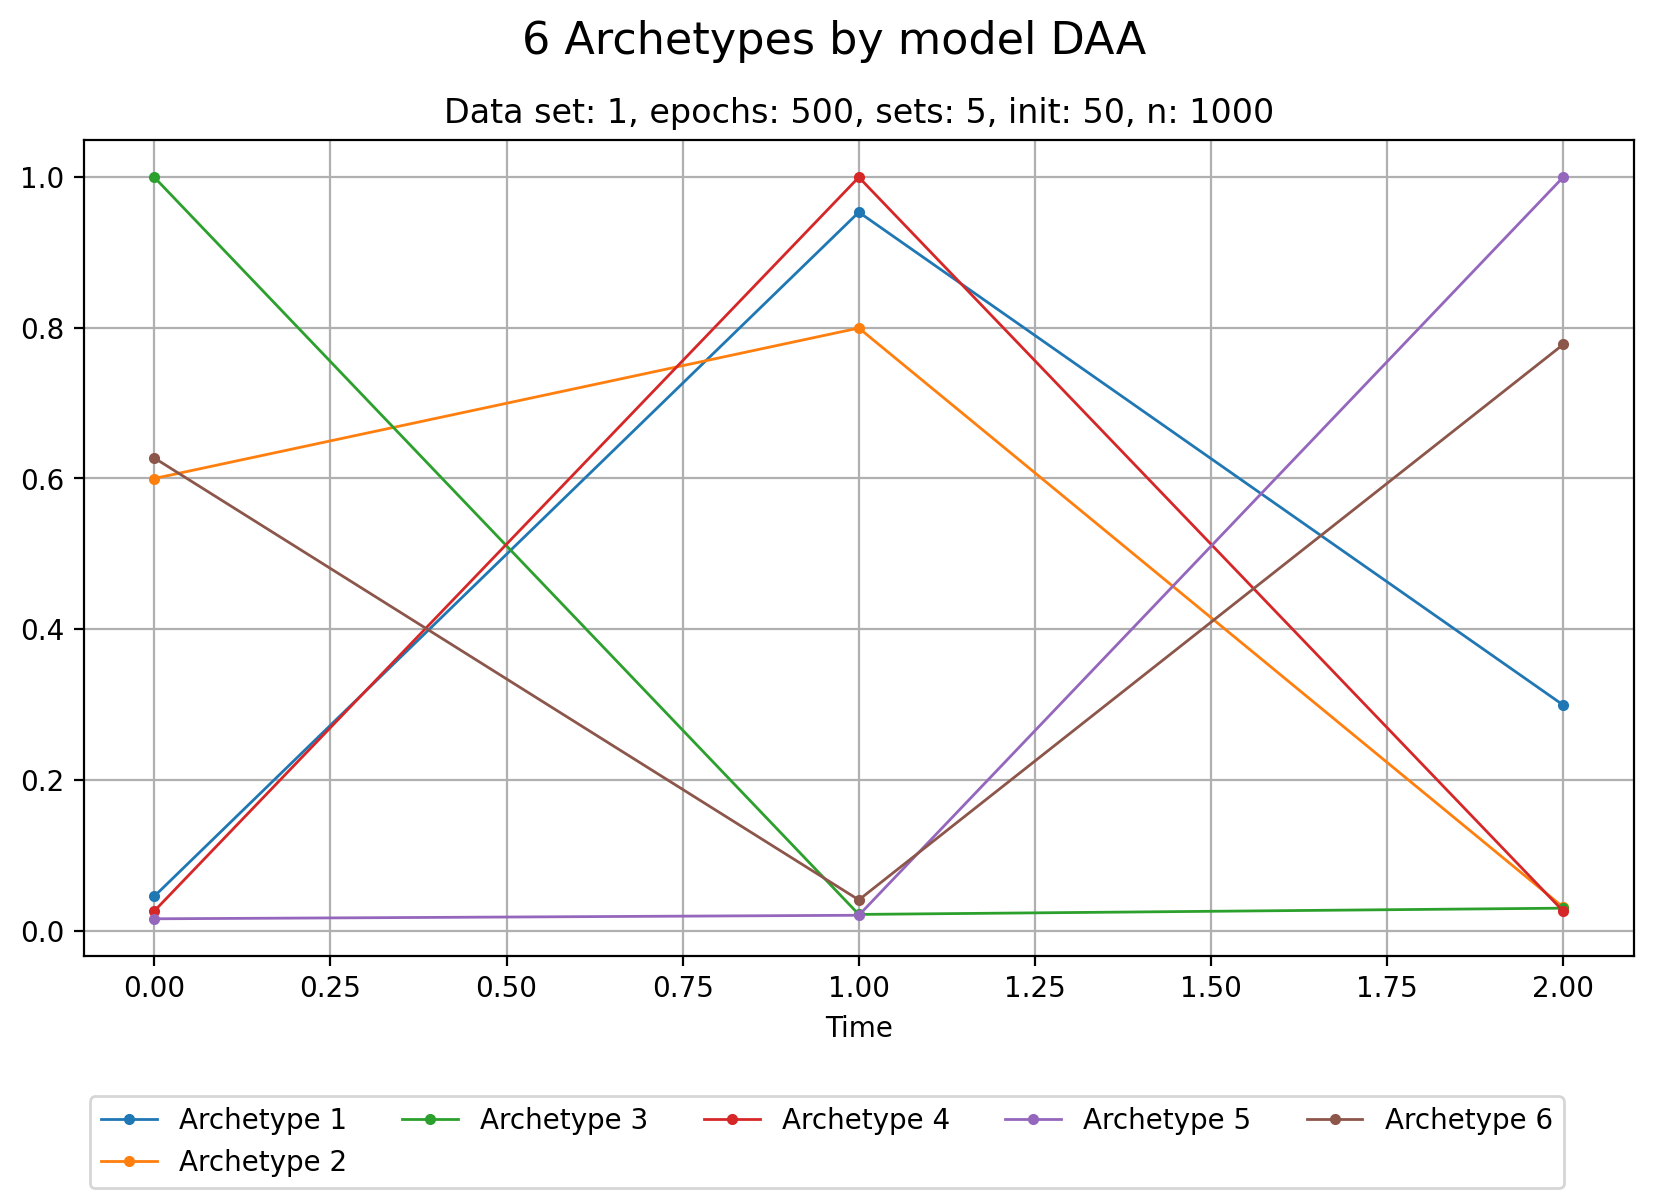 6 Archetypes by model DAA
Data set: 1, epochs: 500, sets: 5, init: 50, n: 1000
1.0
0.8
0.6
0.4
0.2
0.0
0.00 0.25 0.50 0.75 1.00 1.25 1.50 1.75 2.00
Time
Archetype 1 Archetype 3 Archetype 4 Archetype 5 Archetype 6
Archetype 2